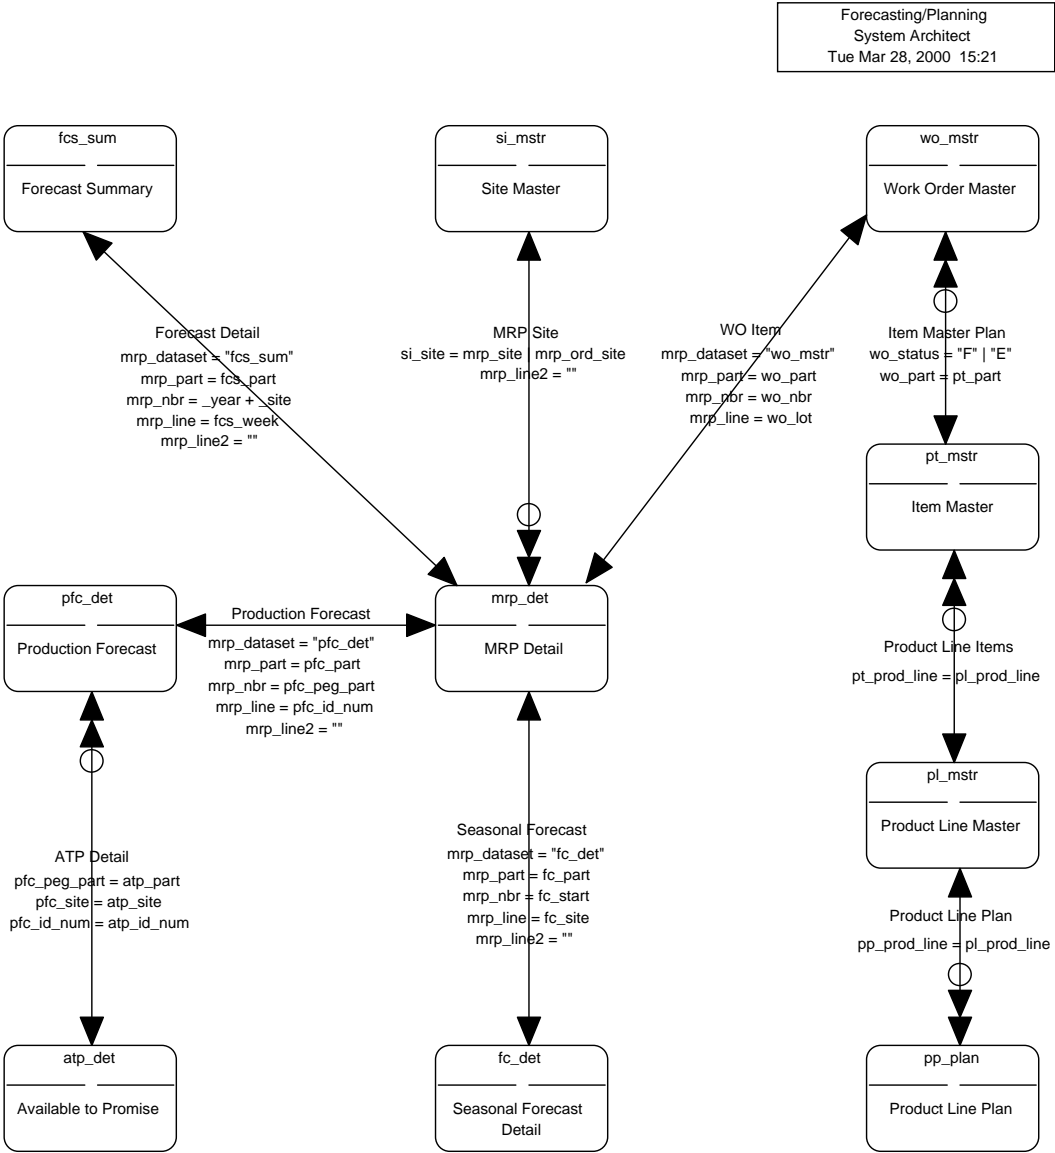 Forecasting/Planning
System Architect
Tue Mar 28, 2000  15:21
fcs_sum
Forecast Summary
si_mstr
Site Master
wo_mstr
Work Order Master
Forecast Detail
mrp_dataset = "fcs_sum"
mrp_part = fcs_part
mrp_nbr = _year + _site
mrp_line = fcs_week
mrp_line2 = ""
MRP Site
si_site = mrp_site | mrp_ord_site
mrp_line2 = ""
WO Item
mrp_dataset = "wo_mstr"
mrp_part = wo_part
mrp_nbr = wo_nbr
mrp_line = wo_lot
Item Master Plan
wo_status = "F" | "E"
wo_part = pt_part
pt_mstr
Item Master
pfc_det
Production Forecast
Production Forecast
mrp_dataset = "pfc_det"
mrp_part = pfc_part
mrp_nbr = pfc_peg_part
mrp_line = pfc_id_num
mrp_line2 = ""
mrp_det
MRP Detail
Product Line Items
pt_prod_line = pl_prod_line
pl_mstr
Product Line Master
ATP Detail
pfc_peg_part = atp_part
pfc_site = atp_site
pfc_id_num = atp_id_num
Seasonal Forecast
mrp_dataset = "fc_det"
mrp_part = fc_part
mrp_nbr = fc_start
mrp_line = fc_site
mrp_line2 = ""
Product Line Plan
pp_prod_line = pl_prod_line
atp_det
Available to Promise
fc_det
Seasonal Forecast
Detail
pp_plan
Product Line Plan